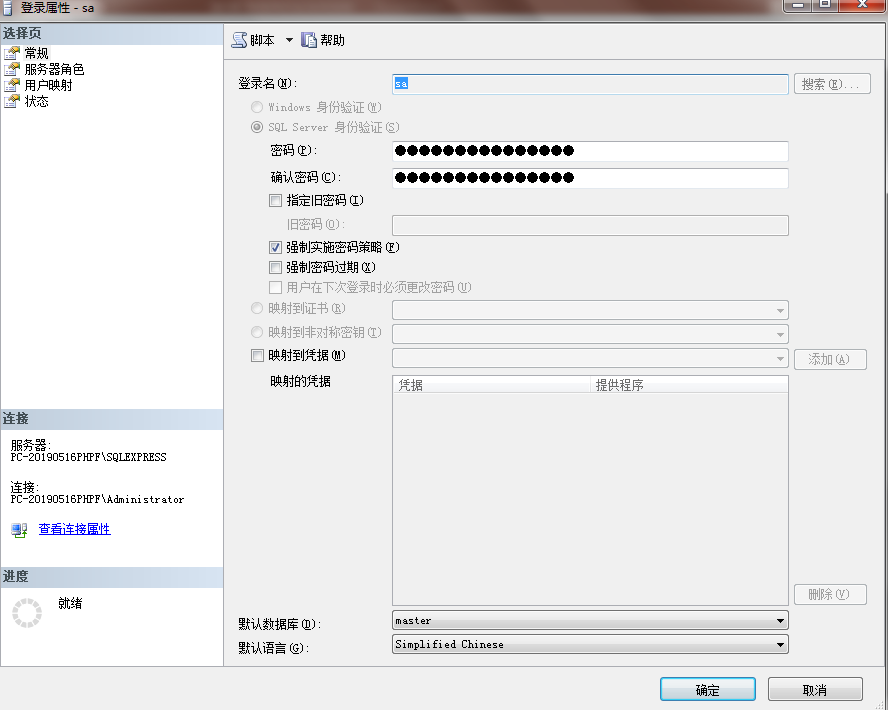 登录属性 - sa
选择页
常规
服务器角色
用户映射
状态
连接
服务器:
PC-20190516PHPF\SQLEXPRESS
连接:
PC-20190516PHPF\Administrator
查看连接属性
进度
就绪
脚本 帮助
登录名(N): sa 搜索(E)...
Windows 身份验证(W)
SQL Server 身份验证(S)
密码(P): ●●●●●●●●●●●●●●●
确认密码(C): ●●●●●●●●●●●●●●●
指定旧密码(I)
旧密码(O):
强制实施密码策略(F)
强制密码过期(X)
用户在下次登录时必须更改密码(U)
映射到证书(R)
映射到非对称密钥(T)
映射到凭据(M) 添加(A)
映射的凭据 凭据 提供程序
删除(V)
默认数据库(D): master
默认语言(G): Simplified Chinese
确定 取消